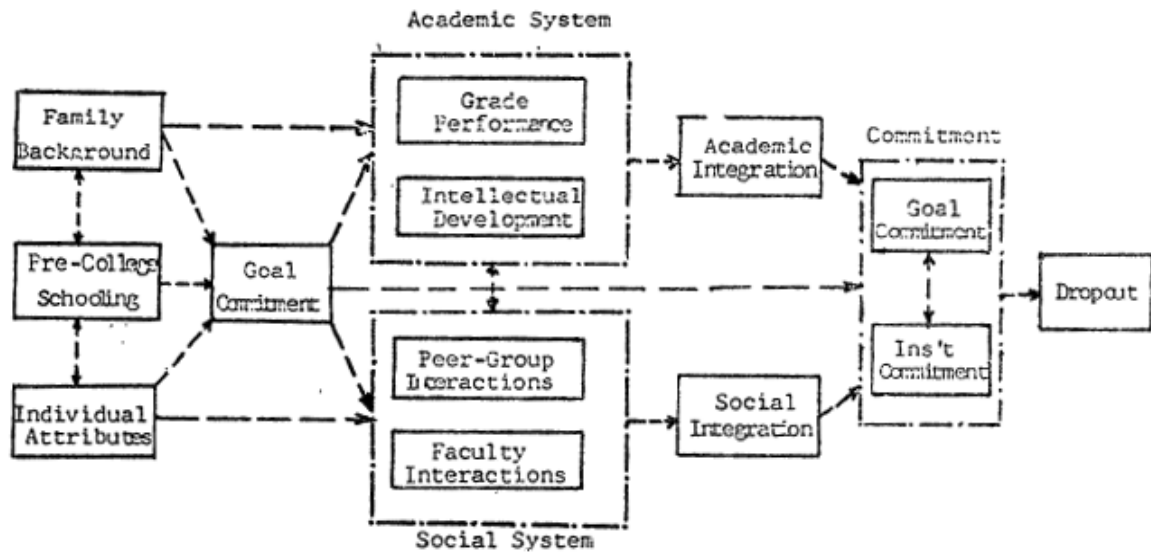 Academic System
Family
Background
Grade
Performance
Intellectual
Development
Academic
Integration
Commitment
Goal
Commitment
Pre-College
Schooling
Goal
Commitment
Dropout
Individual
Attributes
Peer-Group
Interactions
Faculty
Interactions
Social
Integration
Ins't
Commitment
Social System